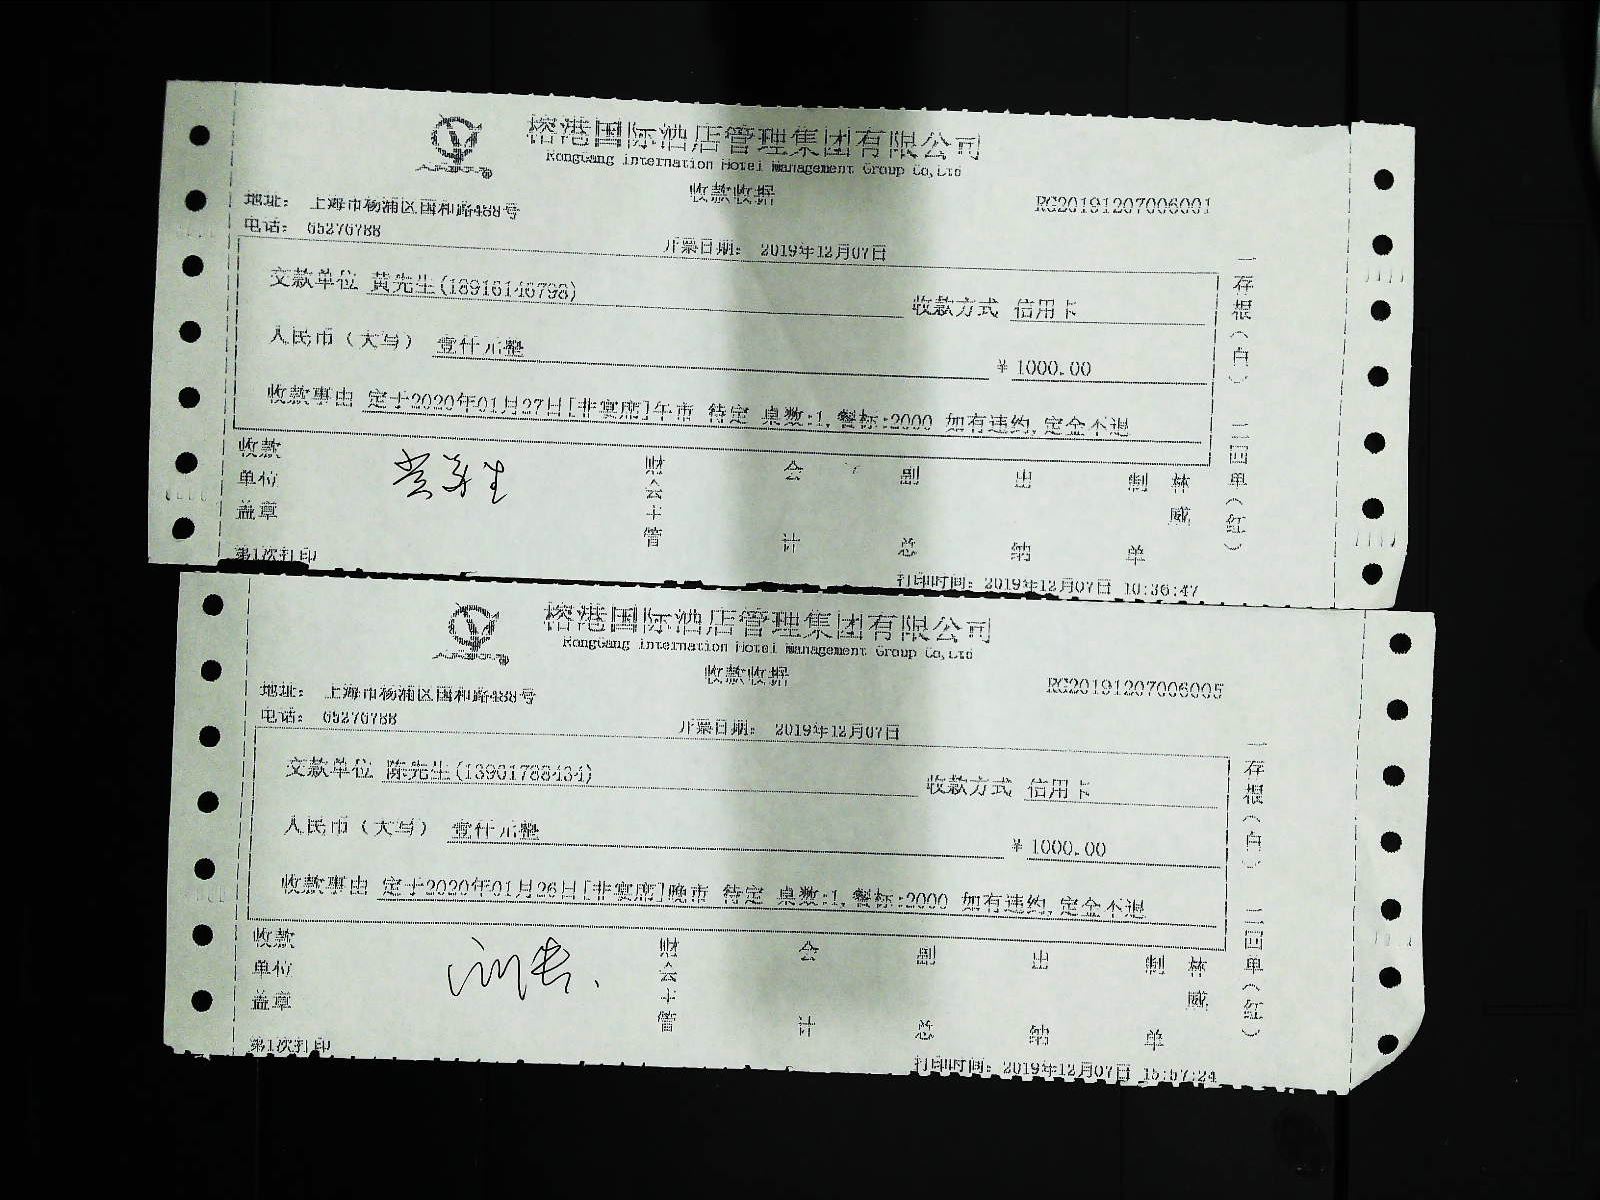 榕港国际酒店管理集团有限公司
RongGang International Hotel Management Group Co,Ltd
收款收据
RG20191207006001
地址： 上海市杨浦区国和路488号
电话： 65276788
开票日期： 2019年12月07日
交款单位 黄先生(18916146798) 收款方式 信用卡
人民币（大写） 壹仟元整 ¥ 1000.00
收款事由 定于2020年01月27日[非宴席]午市 待定 桌数:1,餐标:2000 如有违约,定金不退
一存根（白） 二回单（红）
收款单位盖章 财会主管 会计 副总 出纳 制单 林威
第1次打印
打印时间： 2019年12月07日 10:36:47
榕港国际酒店管理集团有限公司
RongGang International Hotel Management Group Co,Ltd
收款收据
RG20191207006005
地址： 上海市杨浦区国和路488号
电话： 65276788
开票日期： 2019年12月07日
交款单位 陈先生(13901788434) 收款方式 信用卡
人民币（大写） 壹仟元整 ¥ 1000.00
收款事由 定于2020年01月26日[非宴席]晚市 待定 桌数:1,餐标:2000 如有违约,定金不退
一存根（白） 二回单（红）
收款单位盖章 财会主管 会计 副总 出纳 制单 林威
第1次打印
打印时间： 2019年12月07日 15:57:24